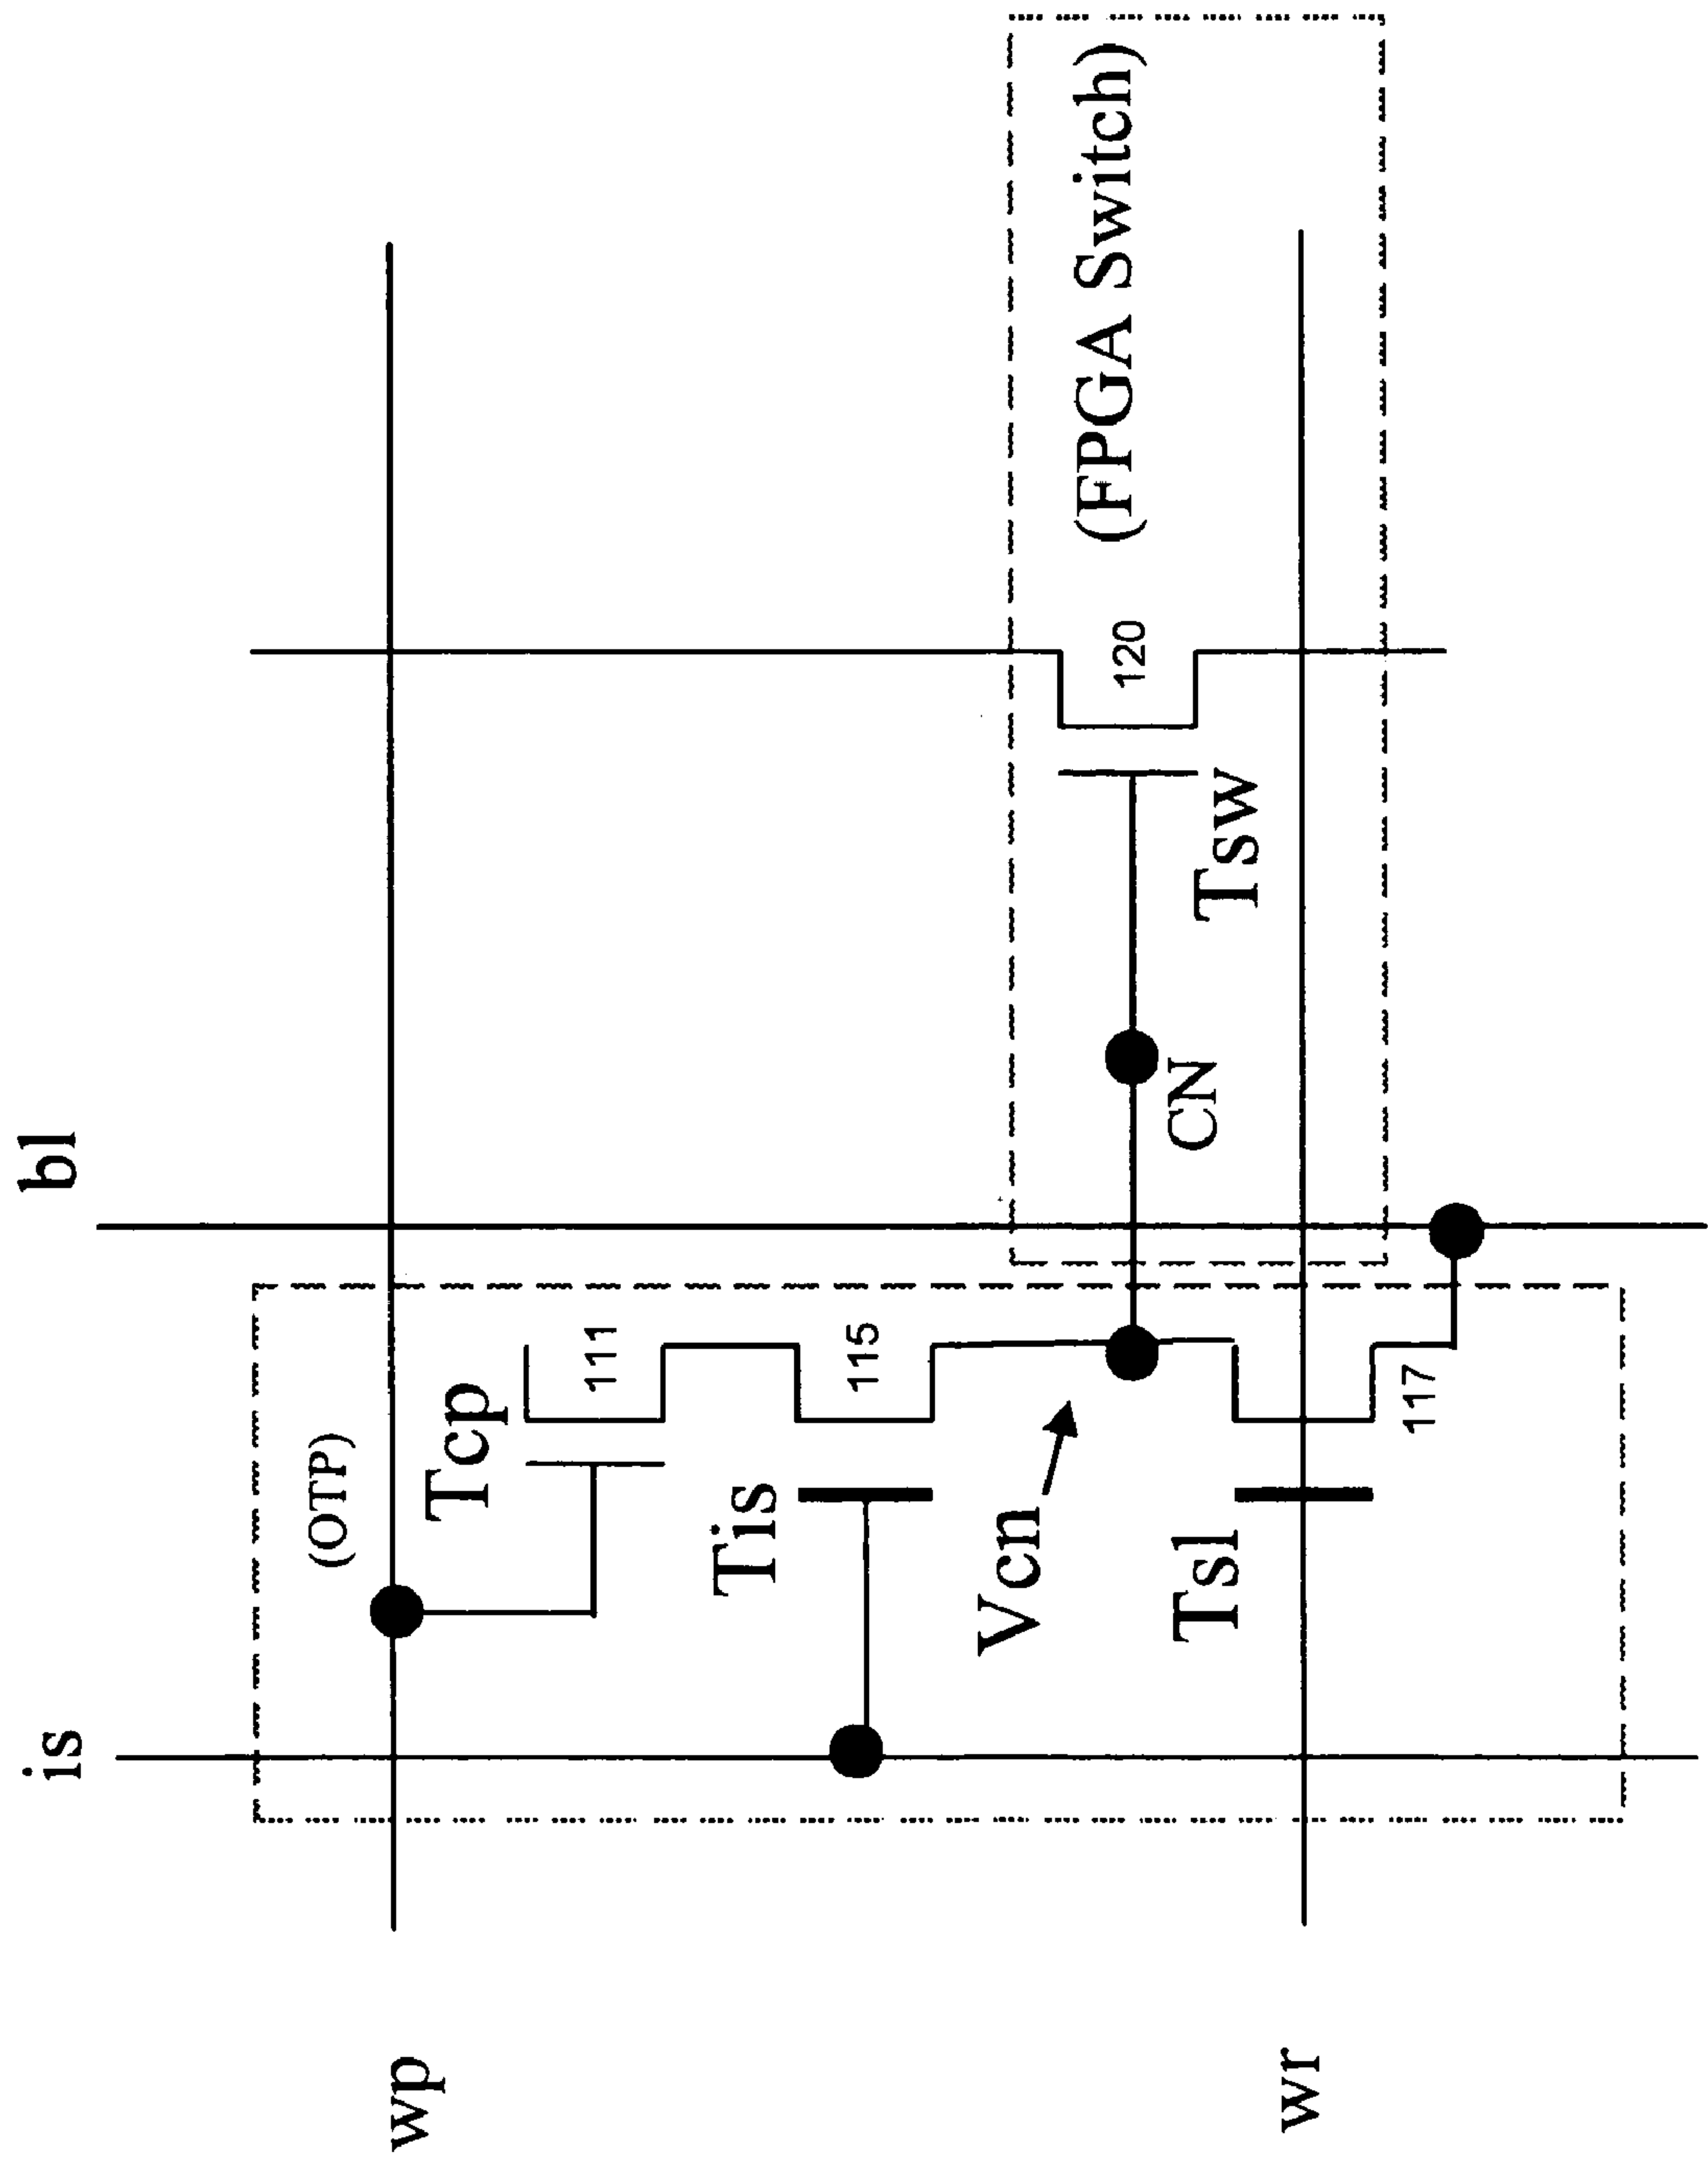 is
bl
wp
wr
(OTP)
Tcp
111
Tis
115
Vcn
Tsl
117
CN
Tsw
120
(FPGA Switch)